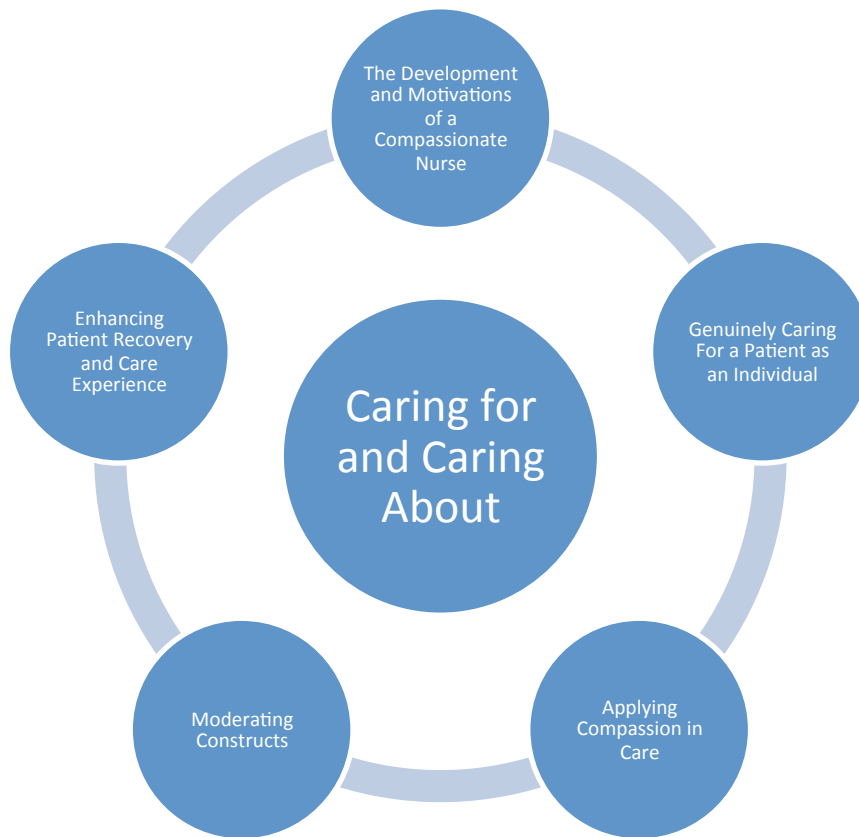 The Development
and Motivations
of a
Compassionate
Nurse
Enhancing
Patient Recovery
and Care
Experience
Genuinely Caring
For a Patient as
an Individual
Caring for
and Caring
About
Moderating
Constructs
Applying
Compassion in
Care